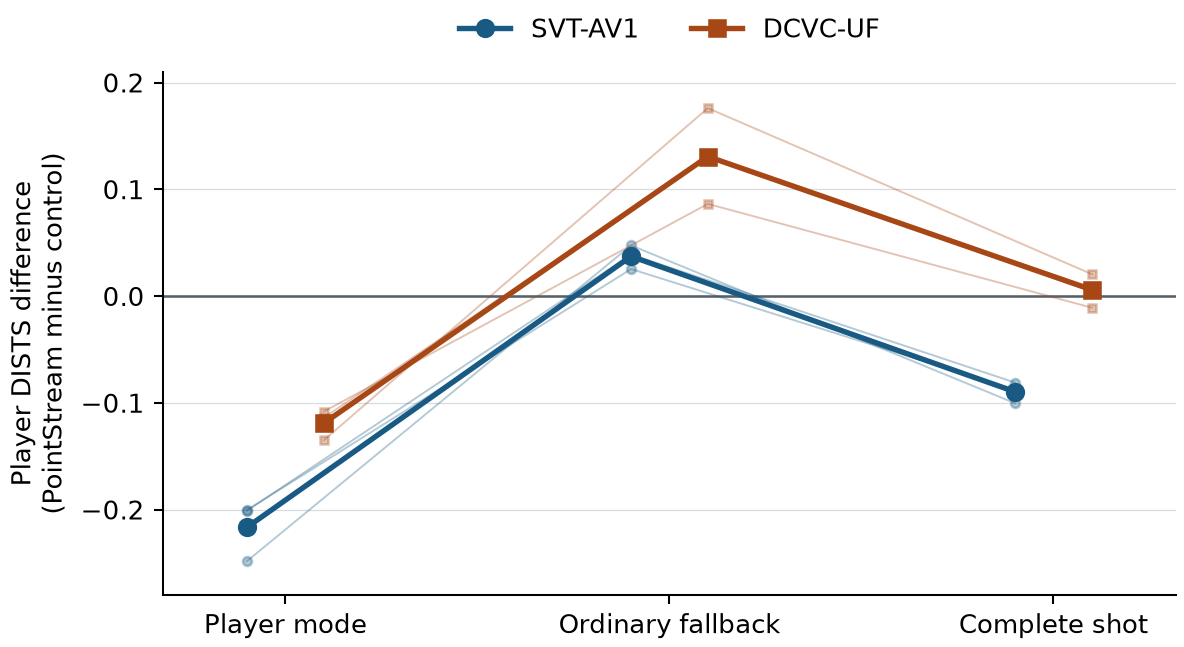 SVT-AV1
DCVC-UF
Player DISTS difference
(PointStream minus control)
0.2
0.1
0.0
−0.1
−0.2
Player mode
Ordinary fallback
Complete shot